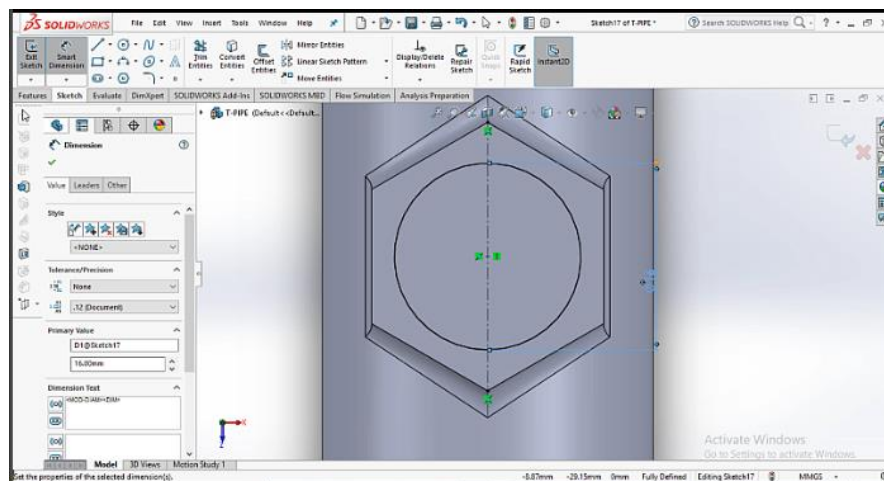 SOLIDWORKS File Edit View Insert Tools Window Help Sketch17 of T-PIPE * Search SOLIDWORKS Help
Exit Sketch Smart Dimension Trim Entities Convert Entities Offset Entities Mirror Entities Linear Sketch Pattern Move Entities Display/Delete Relations Repair Sketch Quick Snaps Rapid Sketch Instant2D
Features Sketch Evaluate DimXpert SOLIDWORKS Add-Ins SOLIDWORKS MBD Flow Simulation Analysis Preparation
T-PIPE (Default<<Default...
Dimension
Value Leaders Other
Style
<NONE>
Tolerance/Precision
None
.12 (Document)
Primary Value
D1@Sketch17
16.00mm
Dimension Text
<MOD-DIAM><DIM>
Activate Windows
Go to Settings to activate Windows.
Model 3D Views Motion Study 1
Set the properties of the selected dimension(s). -8.87mm -29.15mm 0mm Fully Defined Editing Sketch17 MMGS